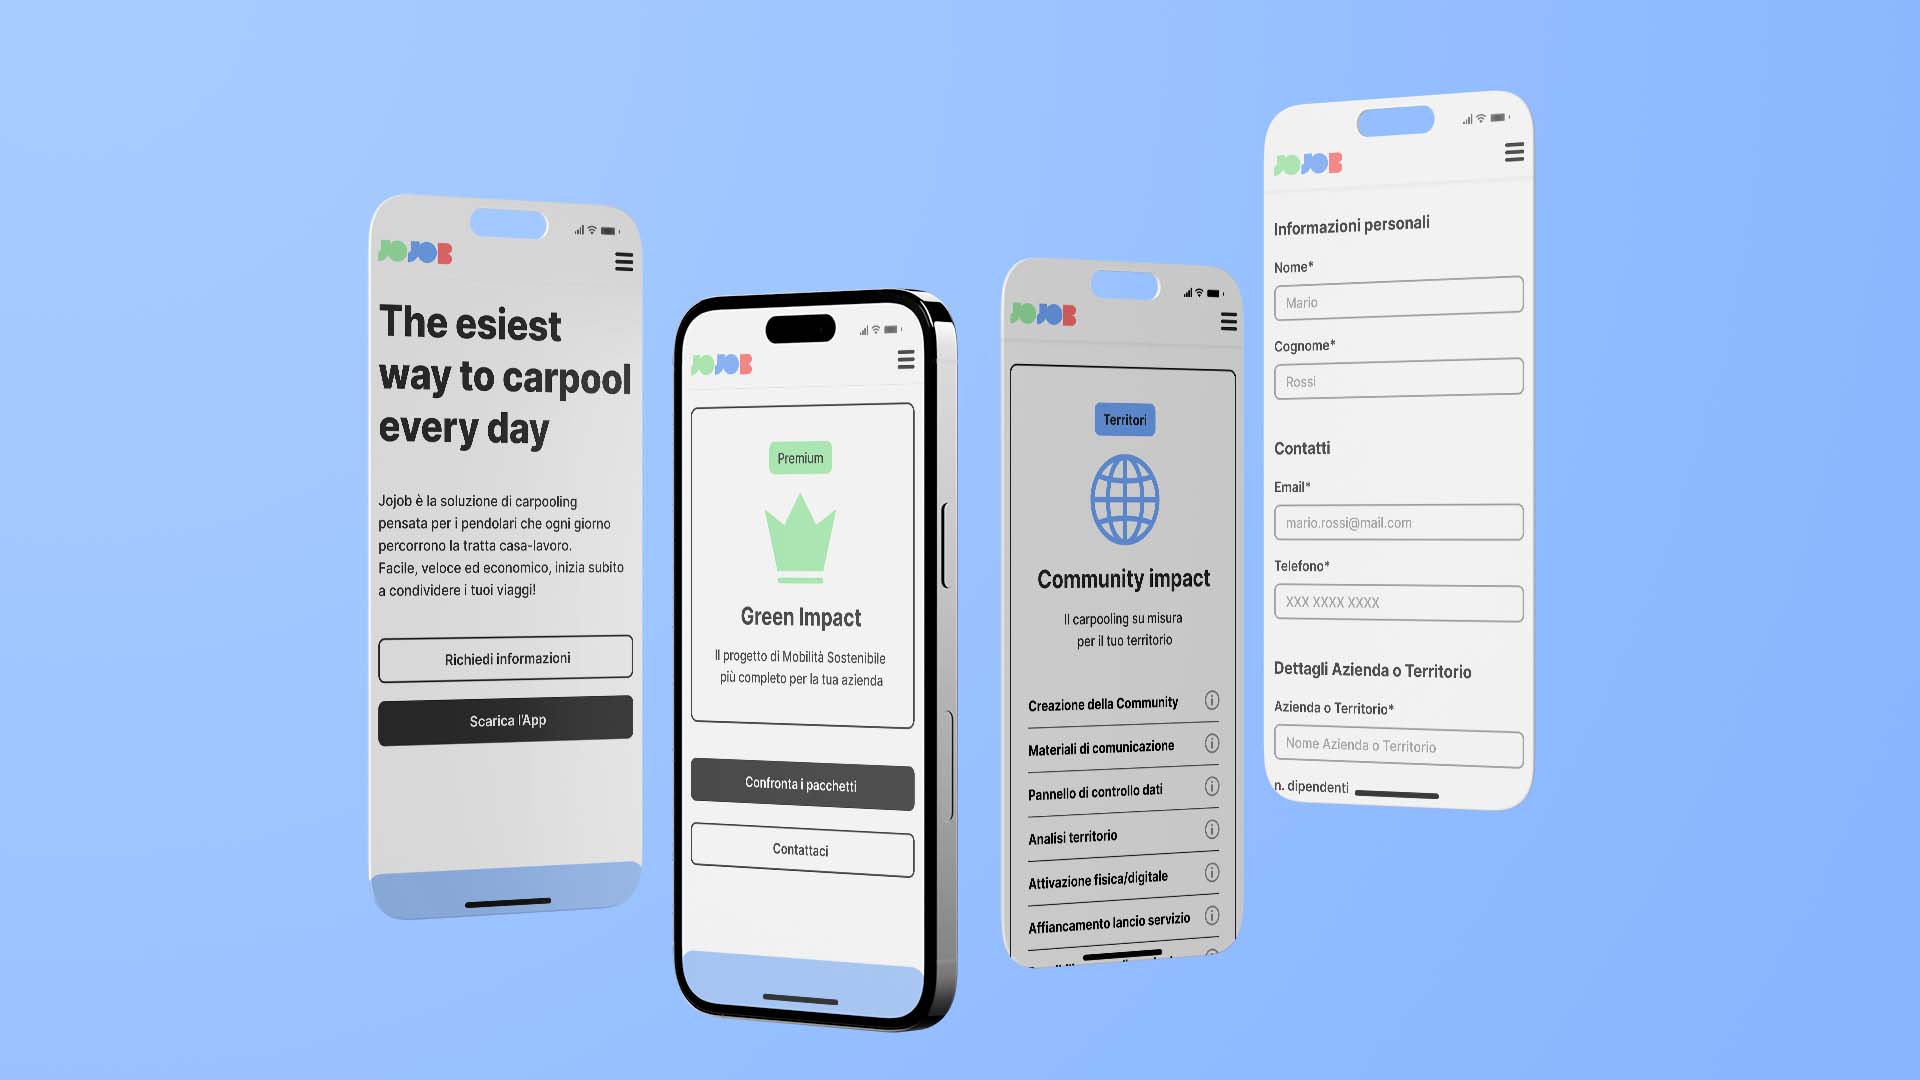 JOJOB
The esiest
way to carpool
every day
Jojob è la soluzione di carpooling
pensata per i pendolari che ogni giorno
percorrono la tratta casa-lavoro.
Facile, veloce ed economico, inizia subito
a condividere i tuoi viaggi!
Richiedi informazioni
Scarica l'App
JOJOB
Premium
Green Impact
Il progetto di Mobilità Sostenibile
più completo per la tua azienda
Confronta i pacchetti
Contattaci
JOJOB
Territori
Community impact
Il carpooling su misura
per il tuo territorio
Creazione della Community
Materiali di comunicazione
Pannello di controllo dati
Analisi territorio
Attivazione fisica/digitale
Affiancamento lancio servizio
JOJOB
Informazioni personali
Nome*
Mario
Cognome*
Rossi
Contatti
Email*
mario.rossi@mail.com
Telefono*
XXX XXXX XXXX
Dettagli Azienda o Territorio
Azienda o Territorio*
Nome Azienda o Territorio
n. dipendenti